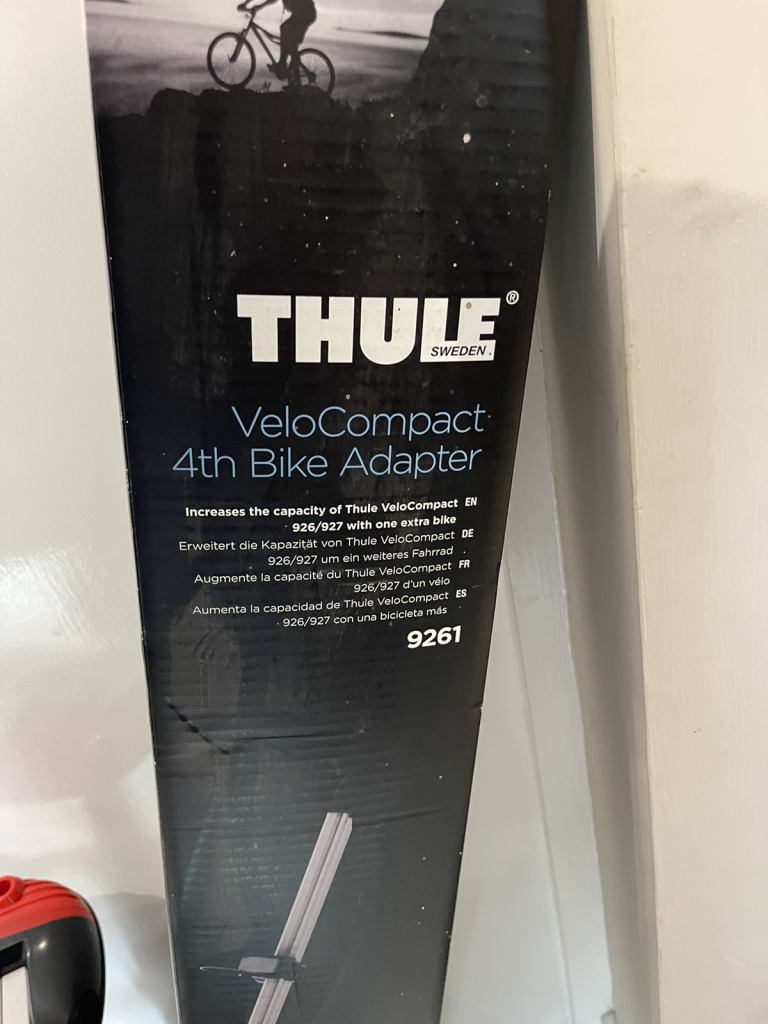 THULE®
SWEDEN
VeloCompact
4th Bike Adapter
Increases the capacity of Thule VeloCompact EN
926/927 with one extra bike
Erweitert die Kapazität von Thule VeloCompact DE
926/927 um ein weiteres Fahrrad
Augmente la capacité du Thule VeloCompact FR
926/927 d'un vélo
Aumenta la capacidad de Thule VeloCompact ES
926/927 con una bicicleta más
9261